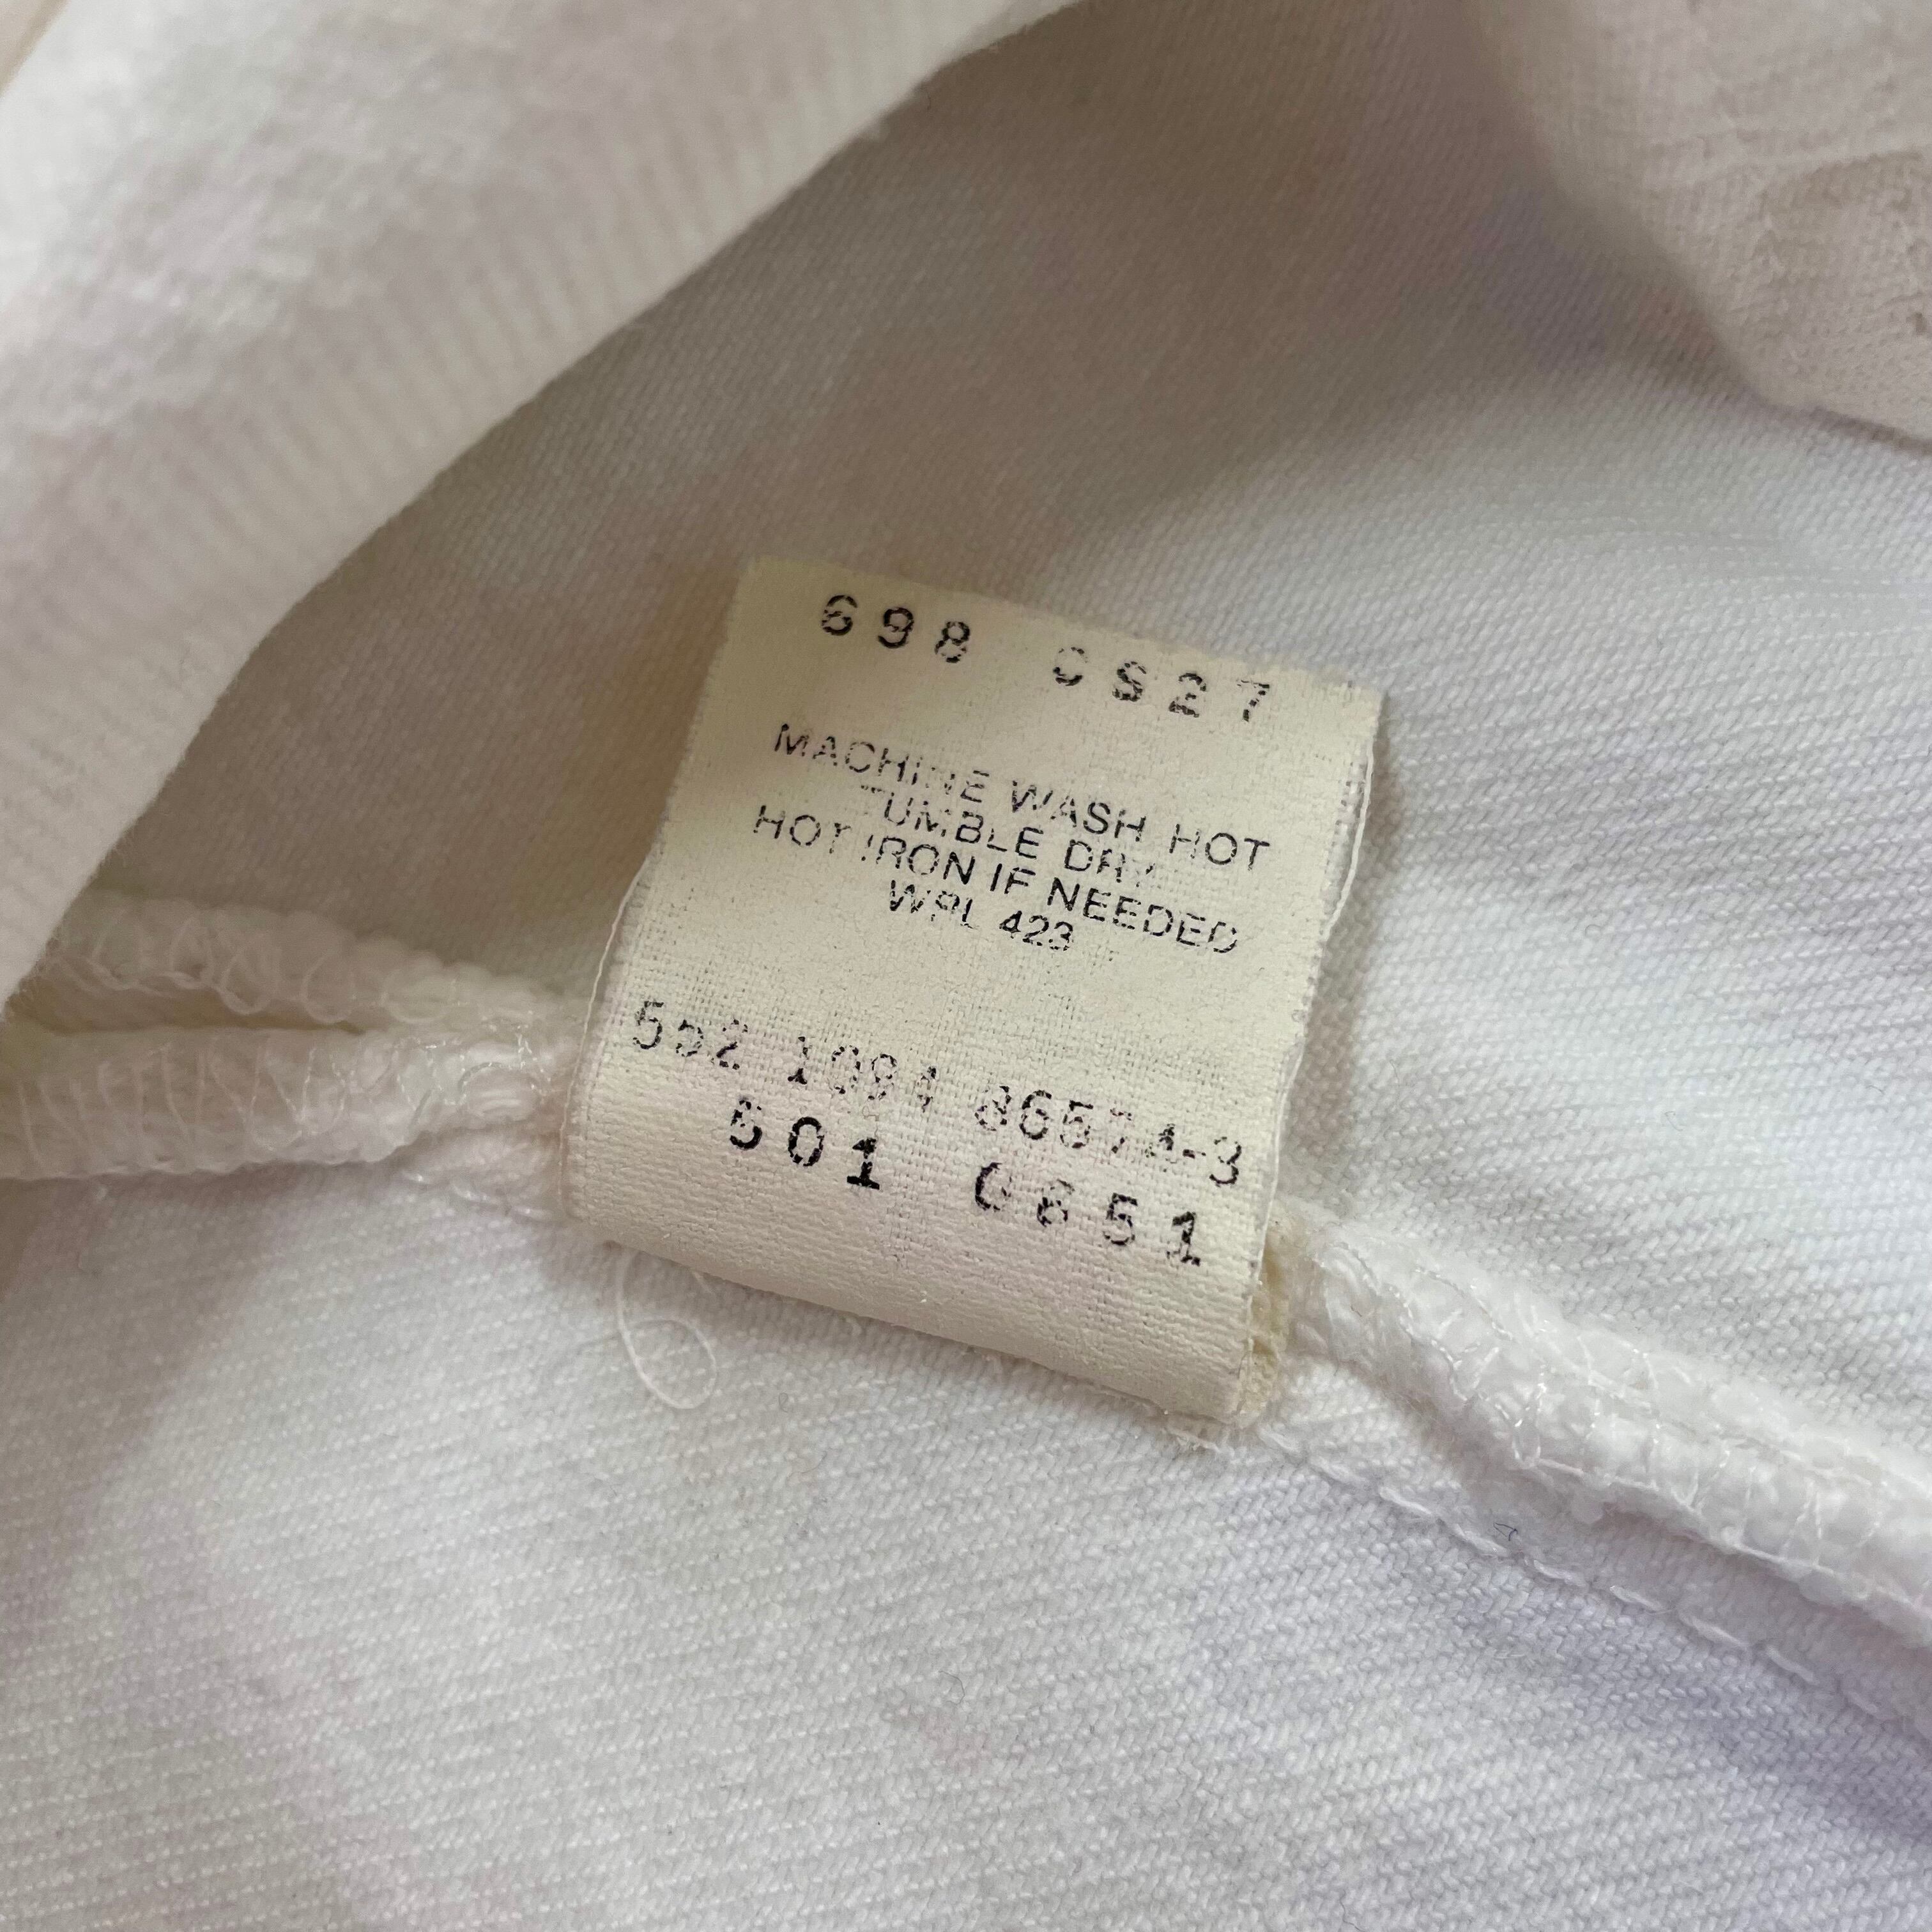 698 0S27
MACHINE WASH HOT
TUMBLE DRY
HOT IRON IF NEEDED
WPL 423
552 1094 86574-3
501 0651